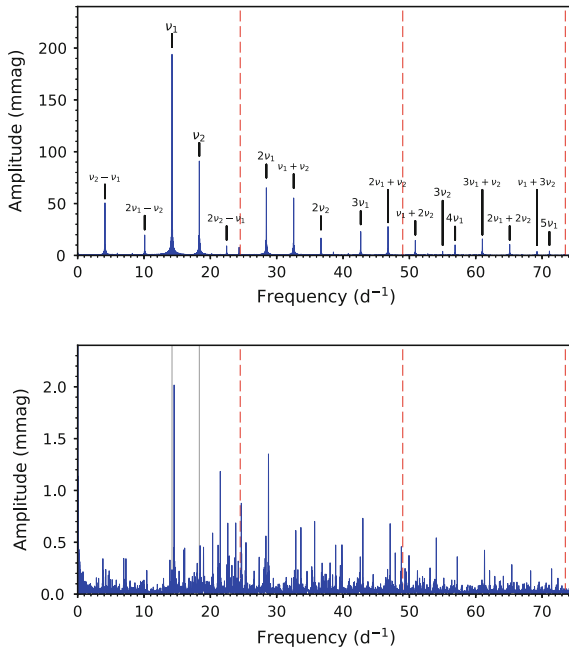 ν₁
ν₂
2ν₁
ν₁ + ν₂
ν₂ − ν₁
2ν₁ − ν₂
2ν₂ − ν₁
2ν₂
3ν₁
2ν₁ + ν₂
ν₁ + 2ν₂
3ν₂
4ν₁
3ν₁ + ν₂
2ν₁ + 2ν₂
ν₁ + 3ν₂
5ν₁
Amplitude (mmag)
200
150
100
50
0
0 10 20 30 40 50 60 70
Frequency (d⁻¹)
Amplitude (mmag)
2.0
1.5
1.0
0.5
0.0
0 10 20 30 40 50 60 70
Frequency (d⁻¹)